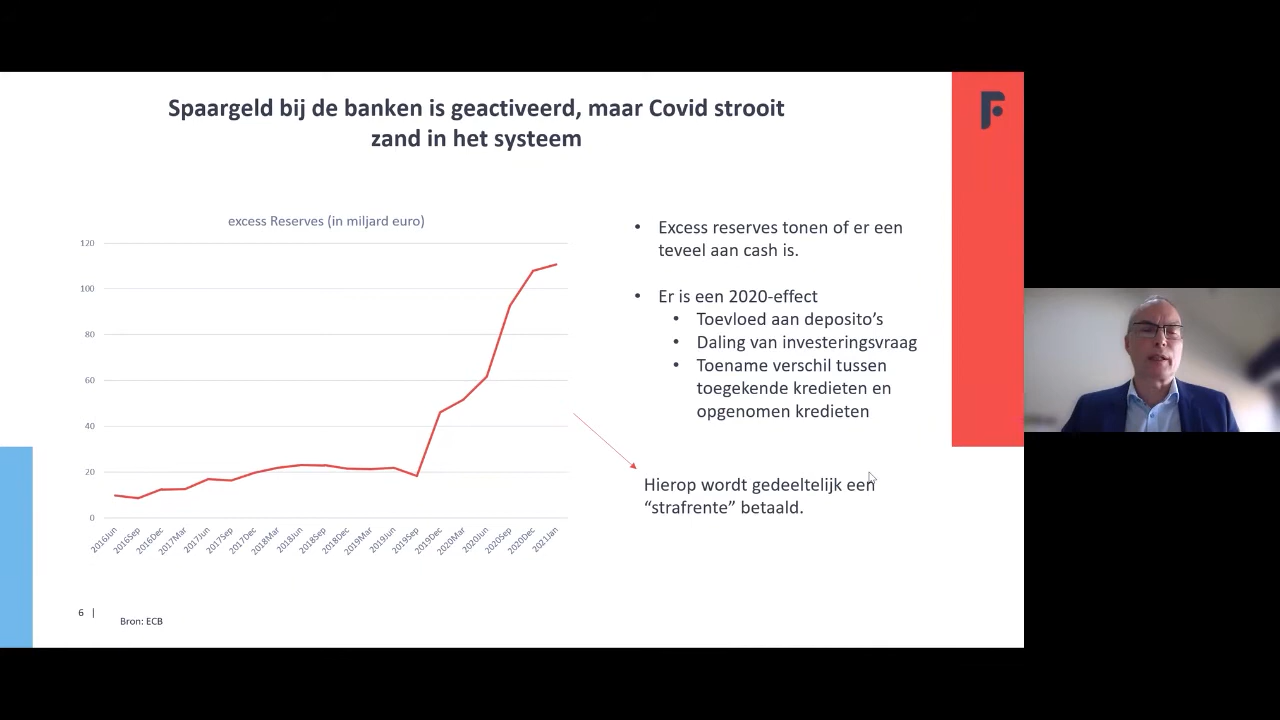 Spaargeld bij de banken is geactiveerd, maar Covid strooit
zand in het systeem
excess Reserves (in miljard euro)
120
100
80
60
40
20
0
2016Jun
2016Sep
2016Dec
2017Mar
2017Jun
2017Sep
2017Dec
2018Mar
2018Jun
2018Sep
2018Dec
2019Mar
2019Jun
2019Sep
2019Dec
2020Mar
2020Jun
2020Sep
2020Dec
2021Jan
• Excess reserves tonen of er een
teveel aan cash is.
• Er is een 2020-effect
• Toevloed aan deposito’s
• Daling van investeringsvraag
• Toename verschil tussen
toegekende kredieten en
opgenomen kredieten
Hierop wordt gedeeltelijk een
“strafrente” betaald.
6 |
Bron: ECB